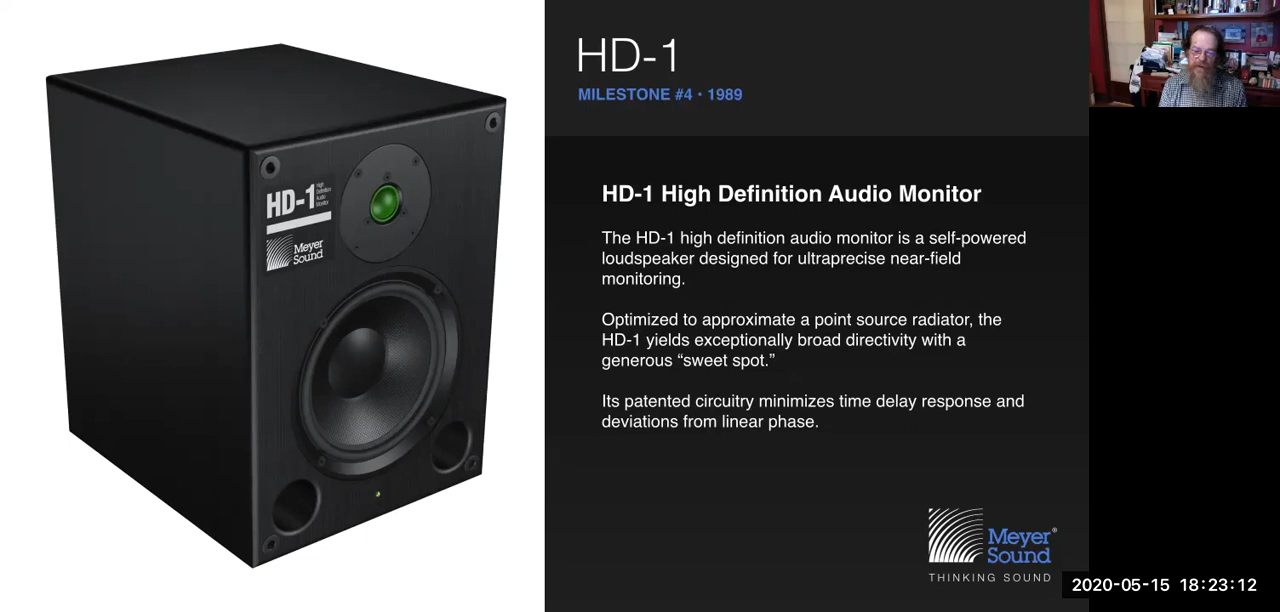 HD-1
High
Definition
Audio
Monitor
Meyer
Sound
HD-1
MILESTONE #4 • 1989
HD-1 High Definition Audio Monitor
The HD-1 high definition audio monitor is a self-powered
loudspeaker designed for ultraprecise near-field
monitoring.
Optimized to approximate a point source radiator, the
HD-1 yields exceptionally broad directivity with a
generous “sweet spot.”
Its patented circuitry minimizes time delay response and
deviations from linear phase.
Meyer®
Sound
THINKING SOUND
2020-05-15 18:23:12